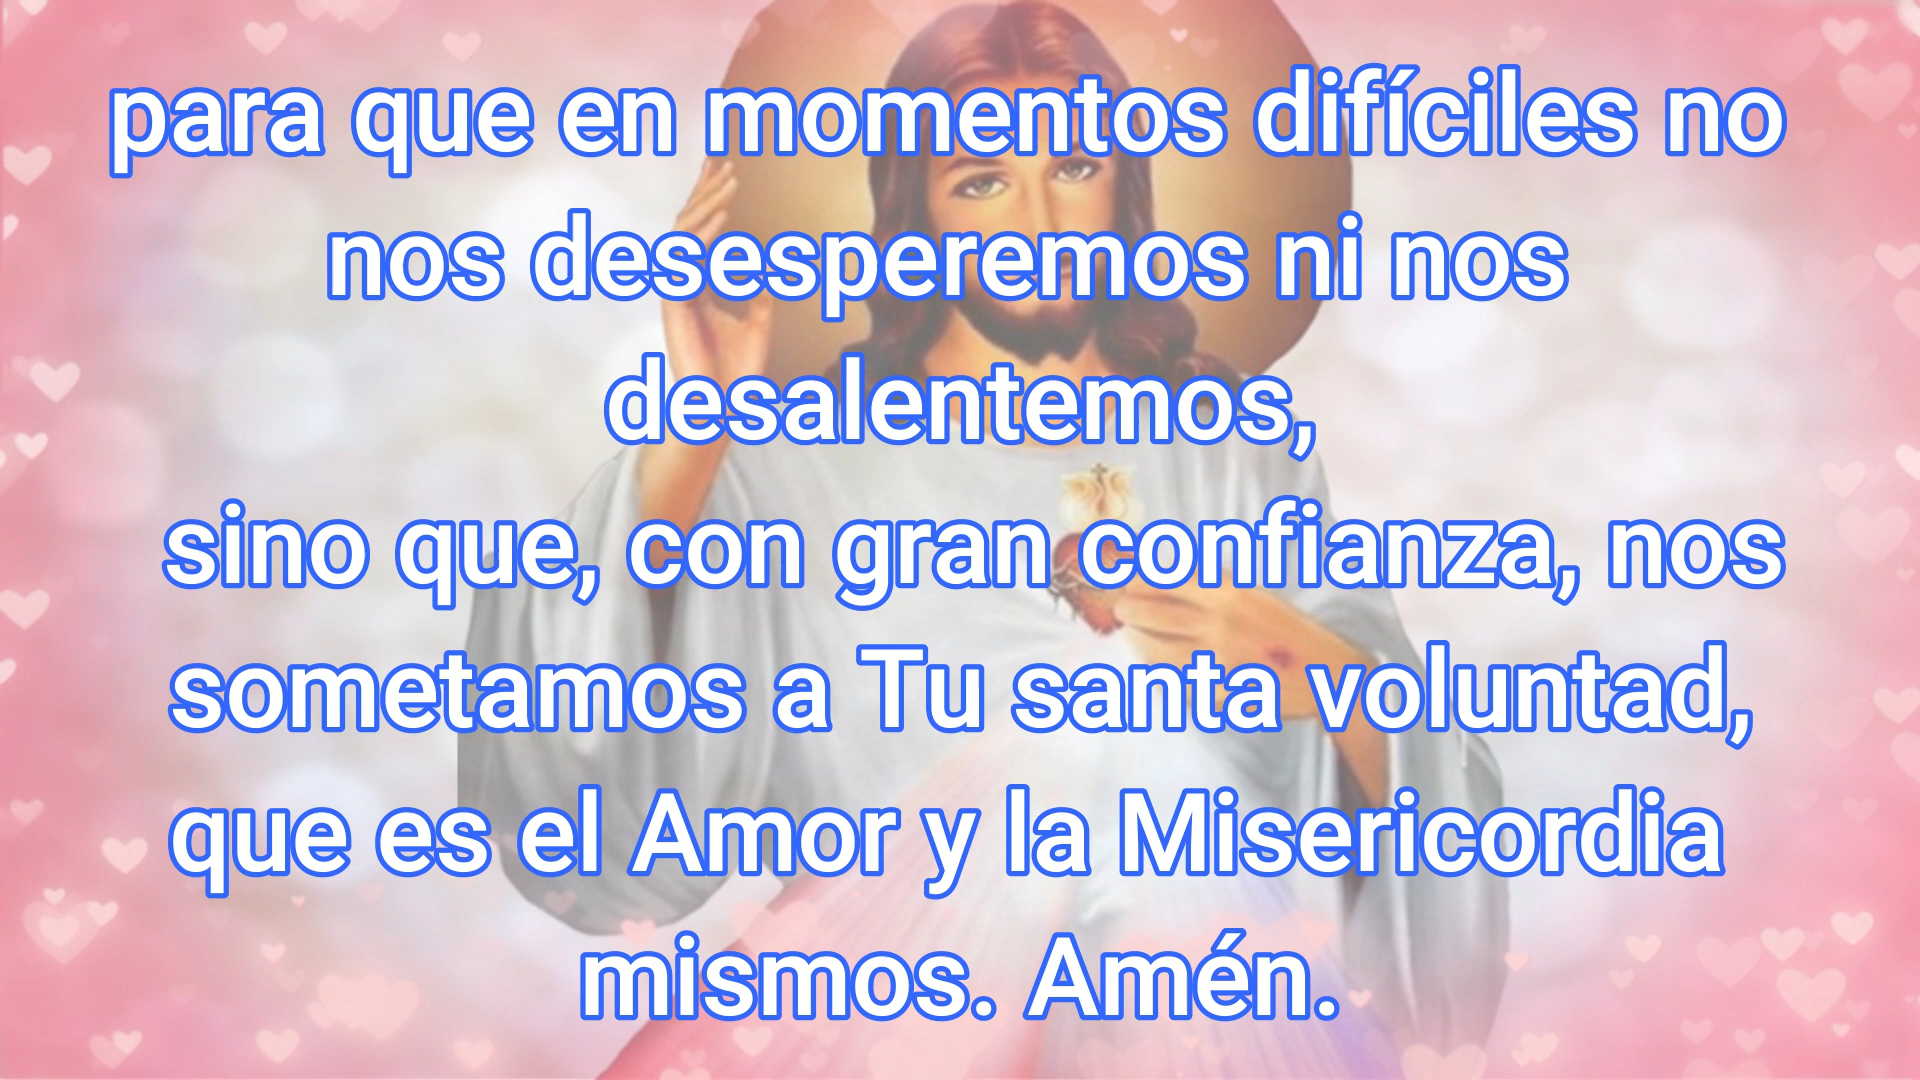 para que en momentos difíciles no
nos desesperemos ni nos
desalentemos,
sino que, con gran confianza, nos
sometamos a Tu santa voluntad,
que es el Amor y la Misericordia
mismos. Amén.